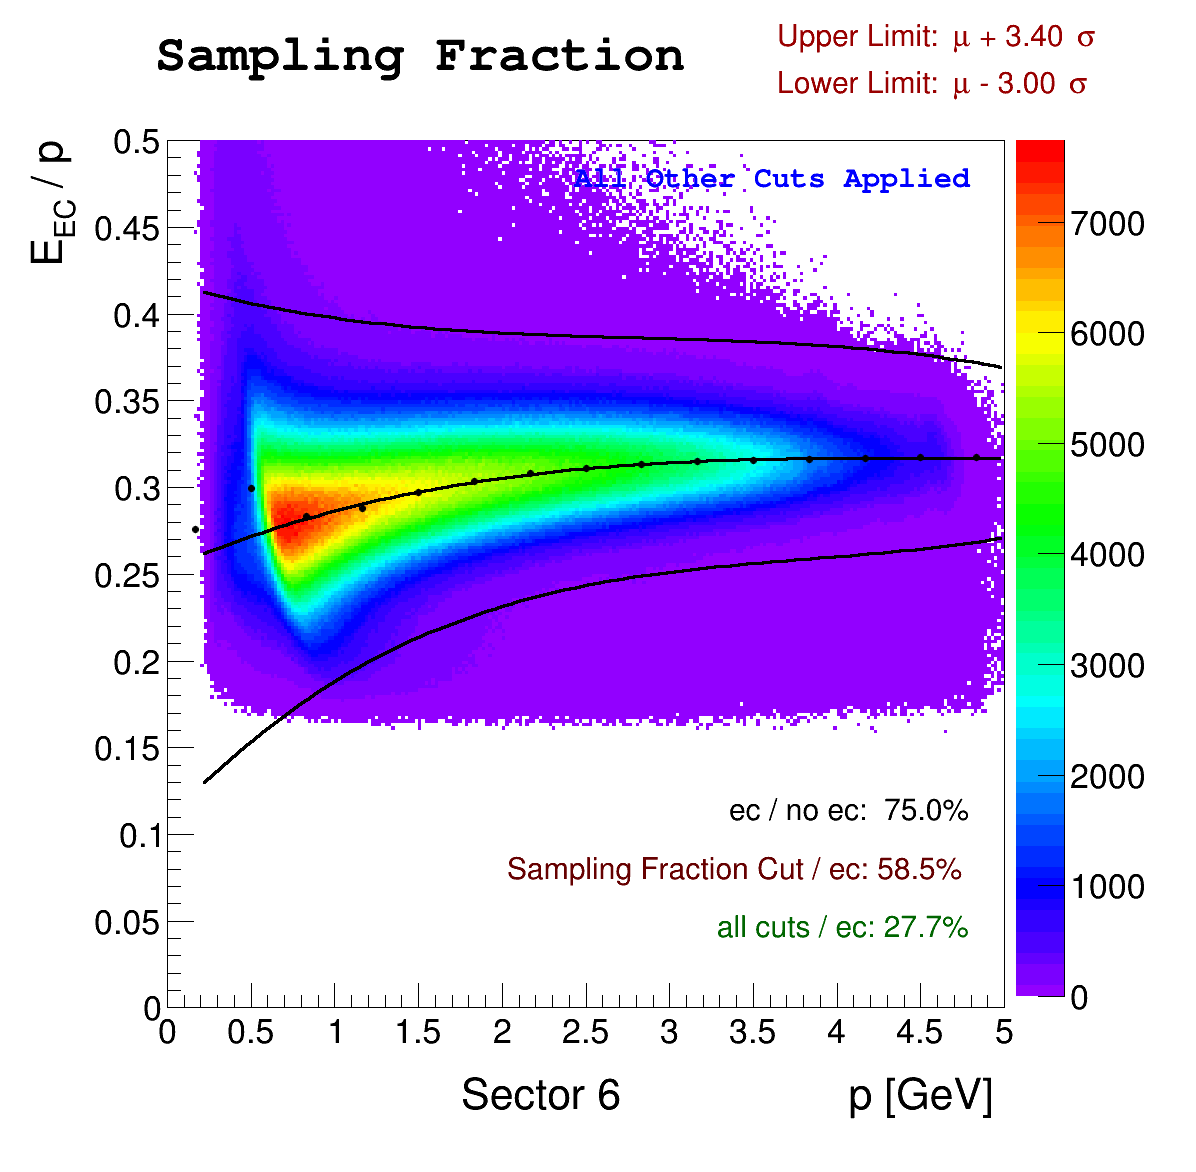 Sampling Fraction
Upper Limit: μ + 3.40 σ
Lower Limit: μ - 3.00 σ
E_EC / p
All Other Cuts Applied
0.5
0.45
0.4
0.35
0.3
0.25
0.2
0.15
0.1
0.05
0
7000
6000
5000
4000
3000
2000
1000
0
ec / no ec: 75.0%
Sampling Fraction Cut / ec: 58.5%
all cuts / ec: 27.7%
0 0.5 1 1.5 2 2.5 3 3.5 4 4.5 5
Sector 6
p [GeV]